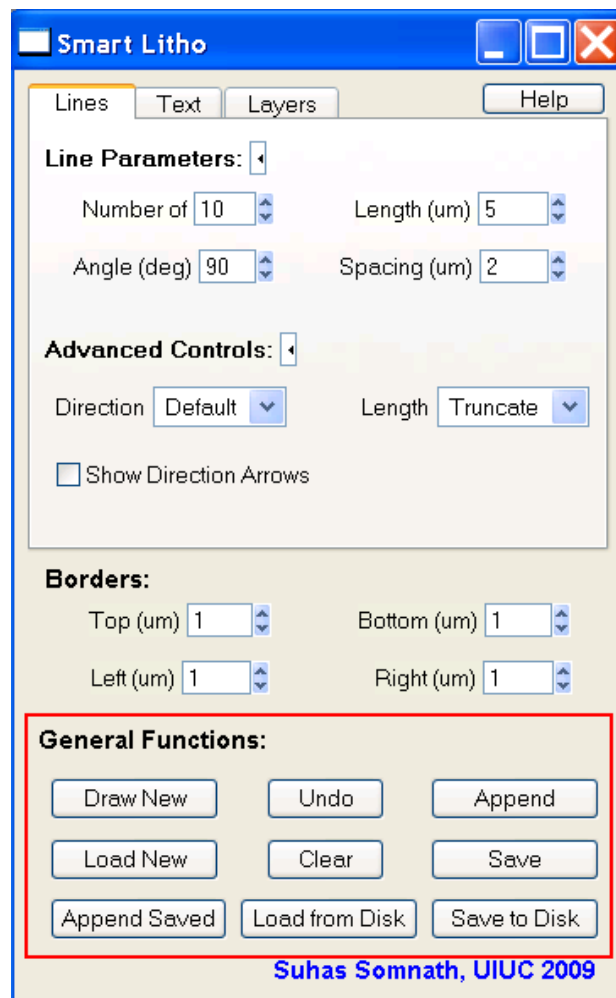 Smart Litho
Lines Text Layers Help
Line Parameters:
Number of 10 Length (um) 5
Angle (deg) 90 Spacing (um) 2
Advanced Controls:
Direction Default Length Truncate
Show Direction Arrows
Borders:
Top (um) 1 Bottom (um) 1
Left (um) 1 Right (um) 1
General Functions:
Draw New Undo Append
Load New Clear Save
Append Saved Load from Disk Save to Disk
Suhas Somnath, UIUC 2009